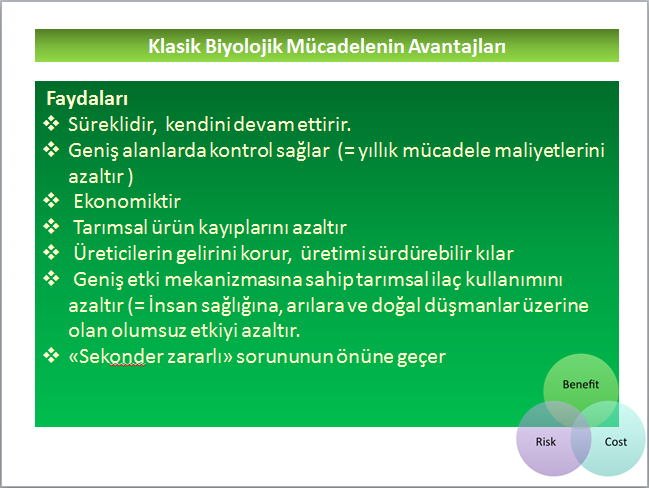 Klasik Biyolojik Mücadelenin Avantajları
Faydaları
❖ Süreklidir, kendini devam ettirir.
❖ Geniş alanlarda kontrol sağlar (= yıllık mücadele maliyetlerini
azaltır )
❖ Ekonomiktir
❖ Tarımsal ürün kayıplarını azaltır
❖ Üreticilerin gelirini korur, üretimi sürdürebilir kılar
❖ Geniş etki mekanizmasına sahip tarımsal ilaç kullanımını
azaltır (= İnsan sağlığına, arılara ve doğal düşmanlar üzerine
olan olumsuz etkiyi azaltır.
❖ «Sekonder zararlı» sorununun önüne geçer
Benefit
Risk
Cost